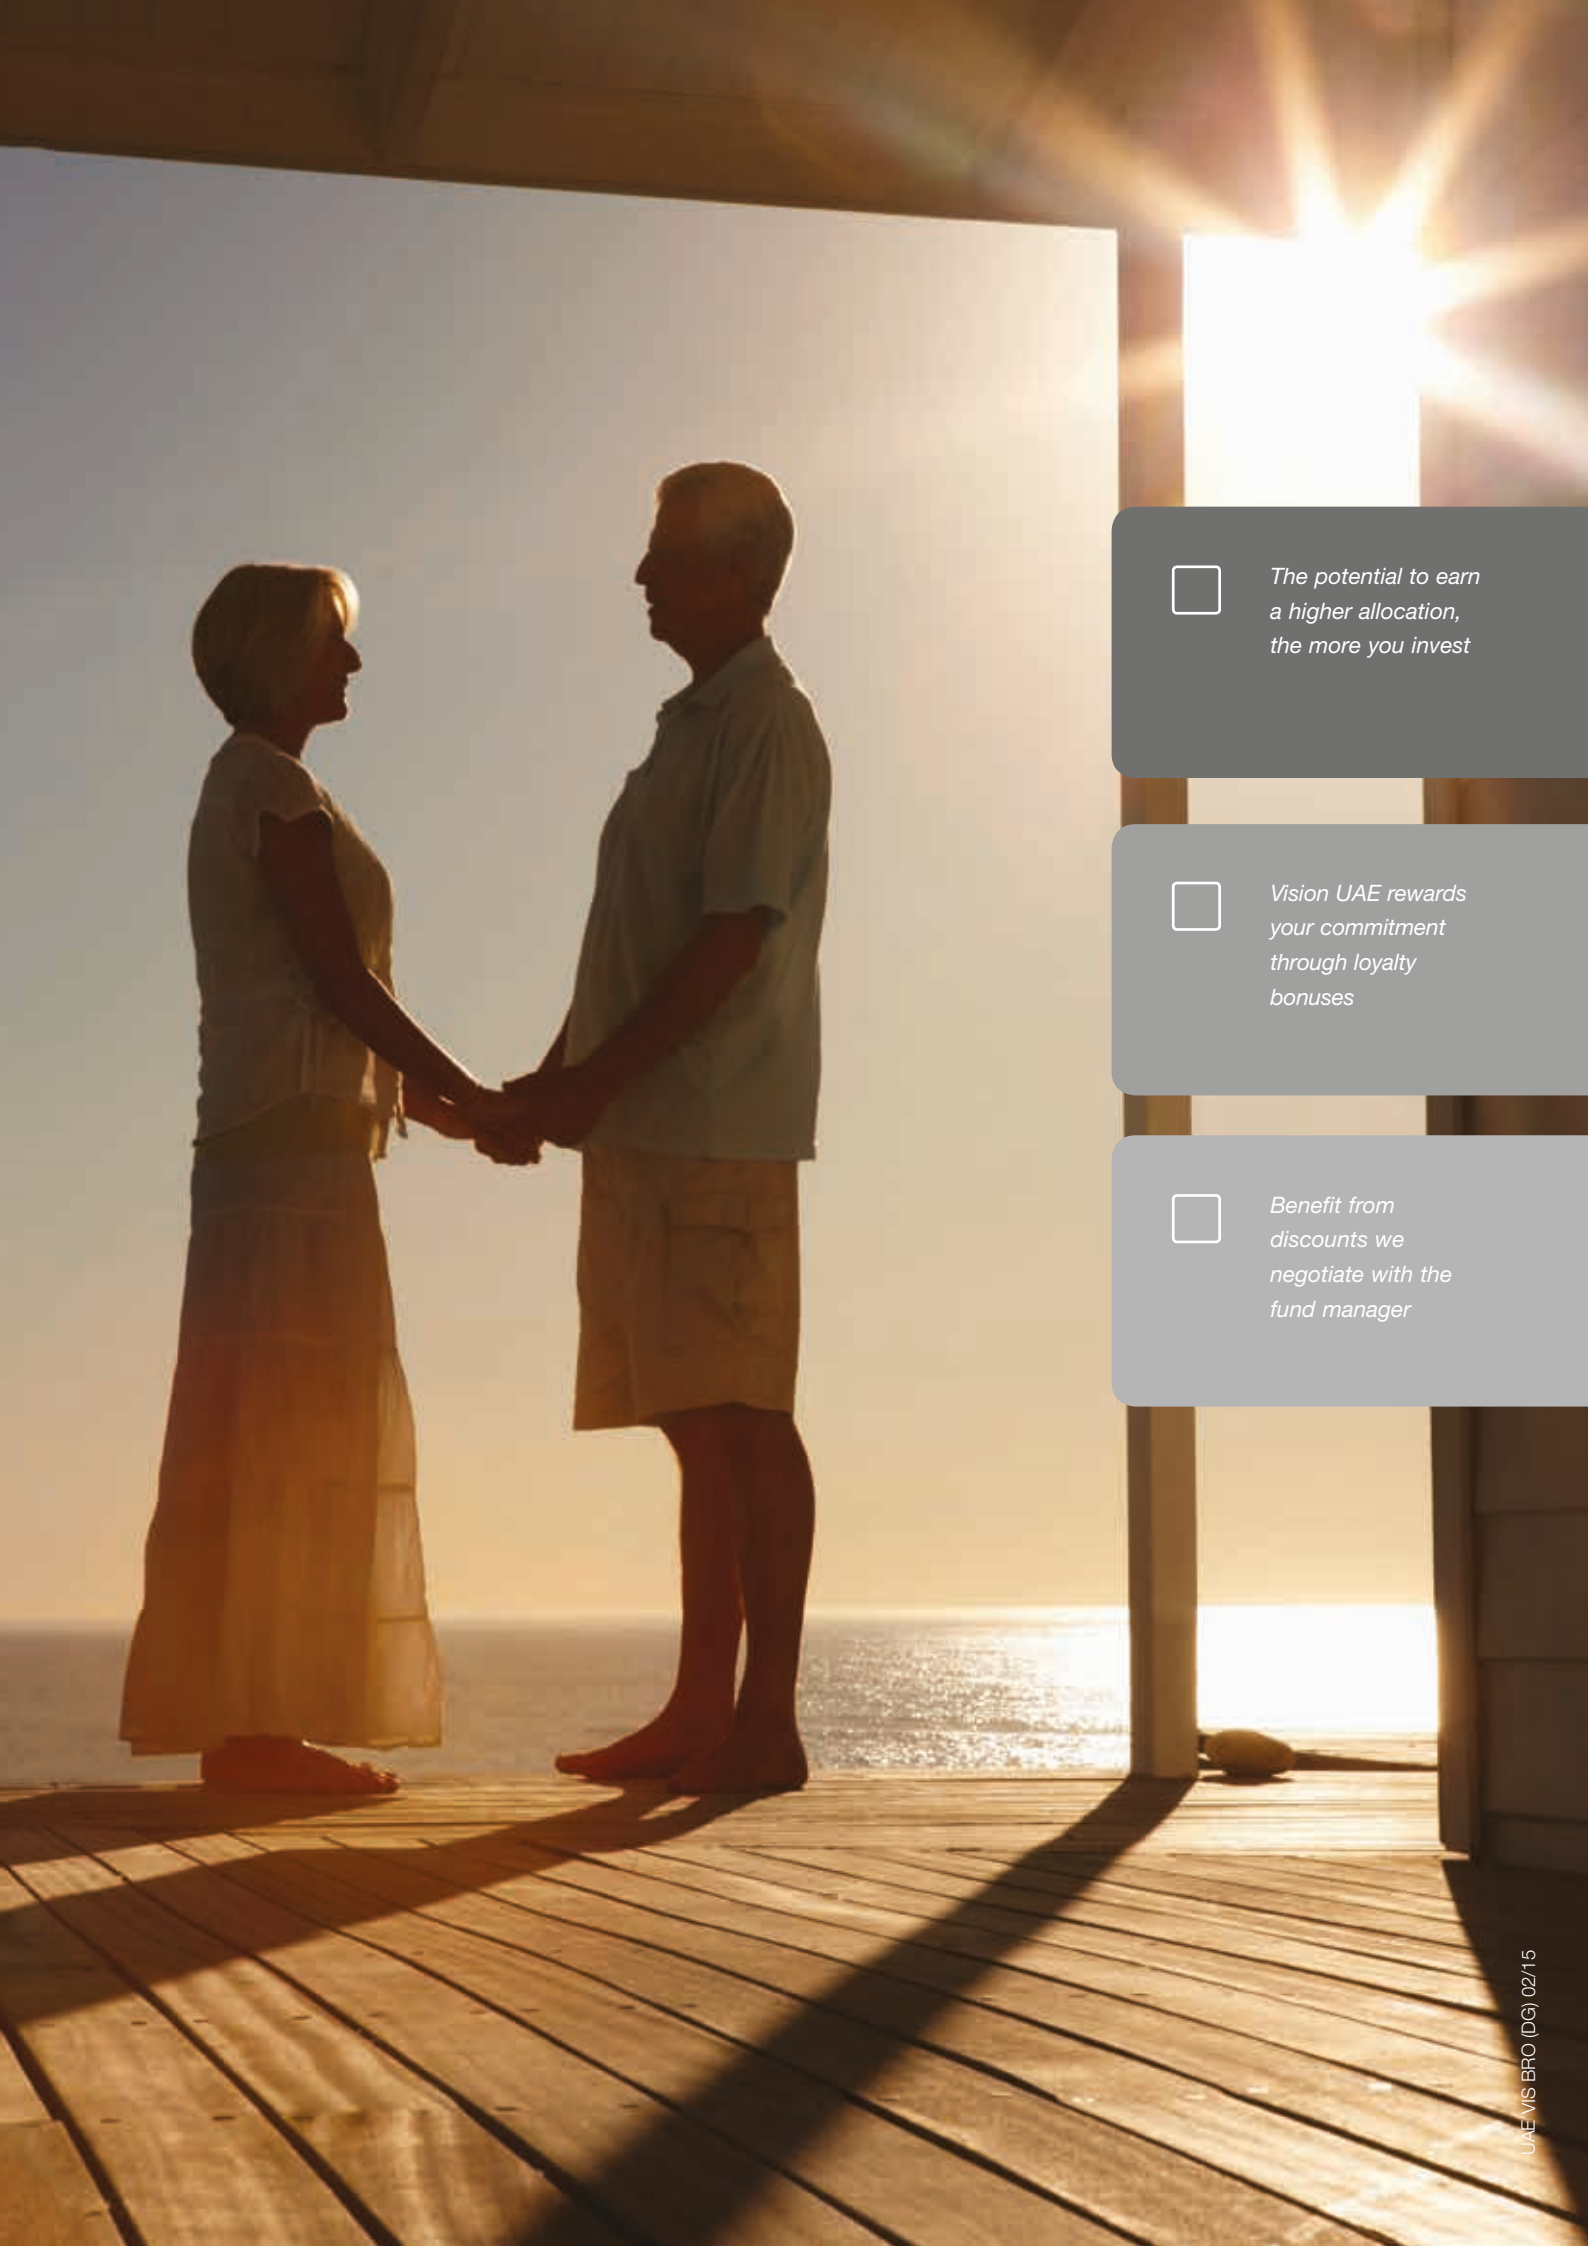 The potential to earn
a higher allocation,
the more you invest
Vision UAE rewards
your commitment
through loyalty
bonuses
Benefit from
discounts we
negotiate with the
fund manager
UAE VIS BRO (DG) 02/15